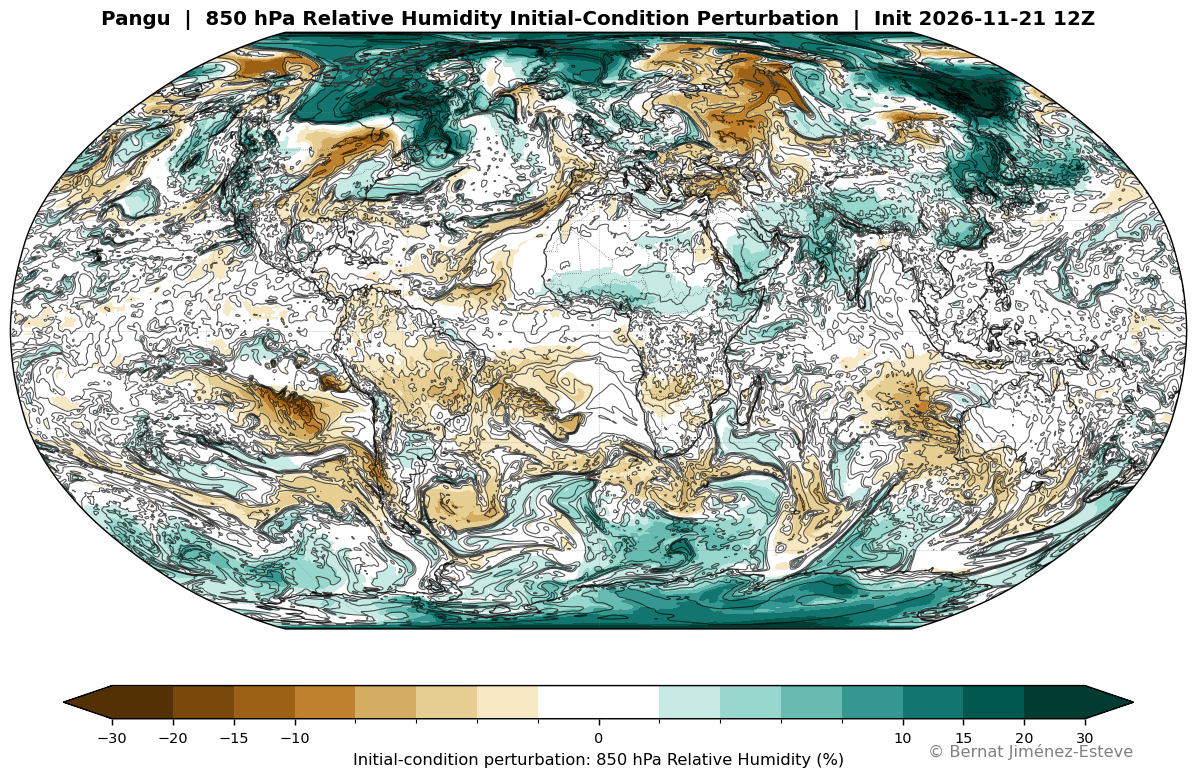 Pangu | 850 hPa Relative Humidity Initial-Condition Perturbation | Init 2026-11-21 12Z
−30 −20 −15 −10 0 10 15 20 30
Initial-condition perturbation: 850 hPa Relative Humidity (%)
© Bernat Jiménez-Esteve